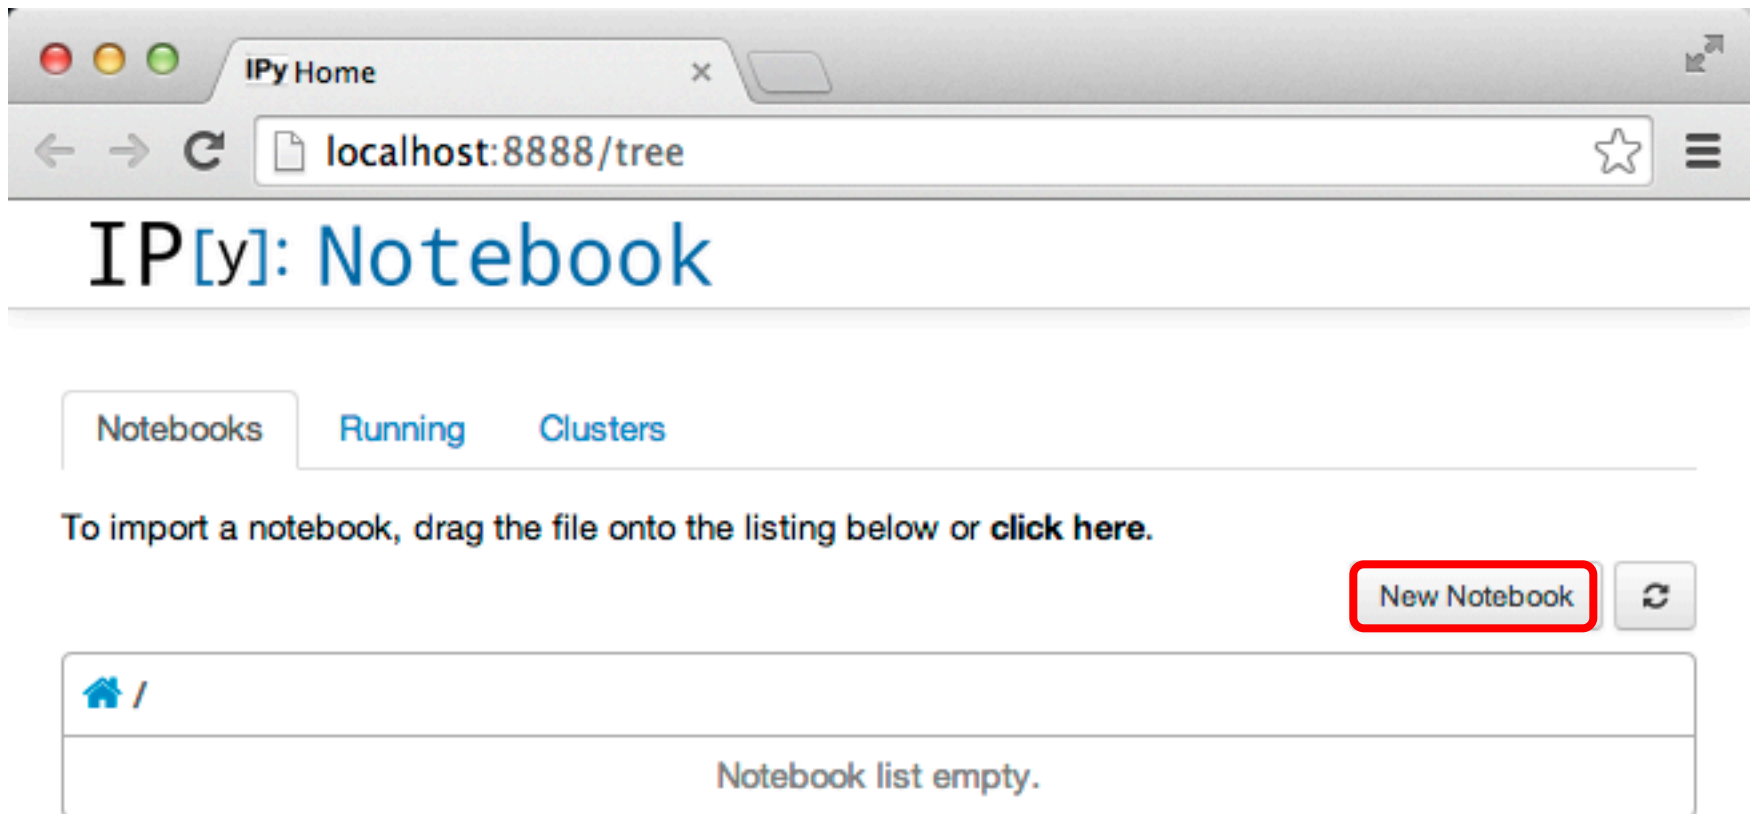 IPy Home
localhost:8888/tree
IP[y]: Notebook
Notebooks Running Clusters
To import a notebook, drag the file onto the listing below or click here.
New Notebook
/
Notebook list empty.